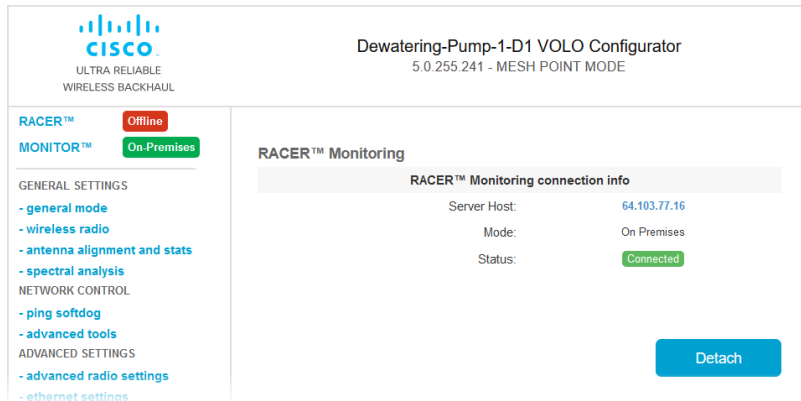 CISCO
ULTRA RELIABLE
WIRELESS BACKHAUL
Dewatering-Pump-1-D1 VOLO Configurator
5.0.255.241 - MESH POINT MODE
RACER™ Offline
MONITOR™ On-Premises
GENERAL SETTINGS
- general mode
- wireless radio
- antenna alignment and stats
- spectral analysis
NETWORK CONTROL
- ping softdog
- advanced tools
ADVANCED SETTINGS
- advanced radio settings
- ethernet settings
RACER™ Monitoring
RACER™ Monitoring connection info
Server Host: 64.103.77.16
Mode: On Premises
Status: Connected
Detach